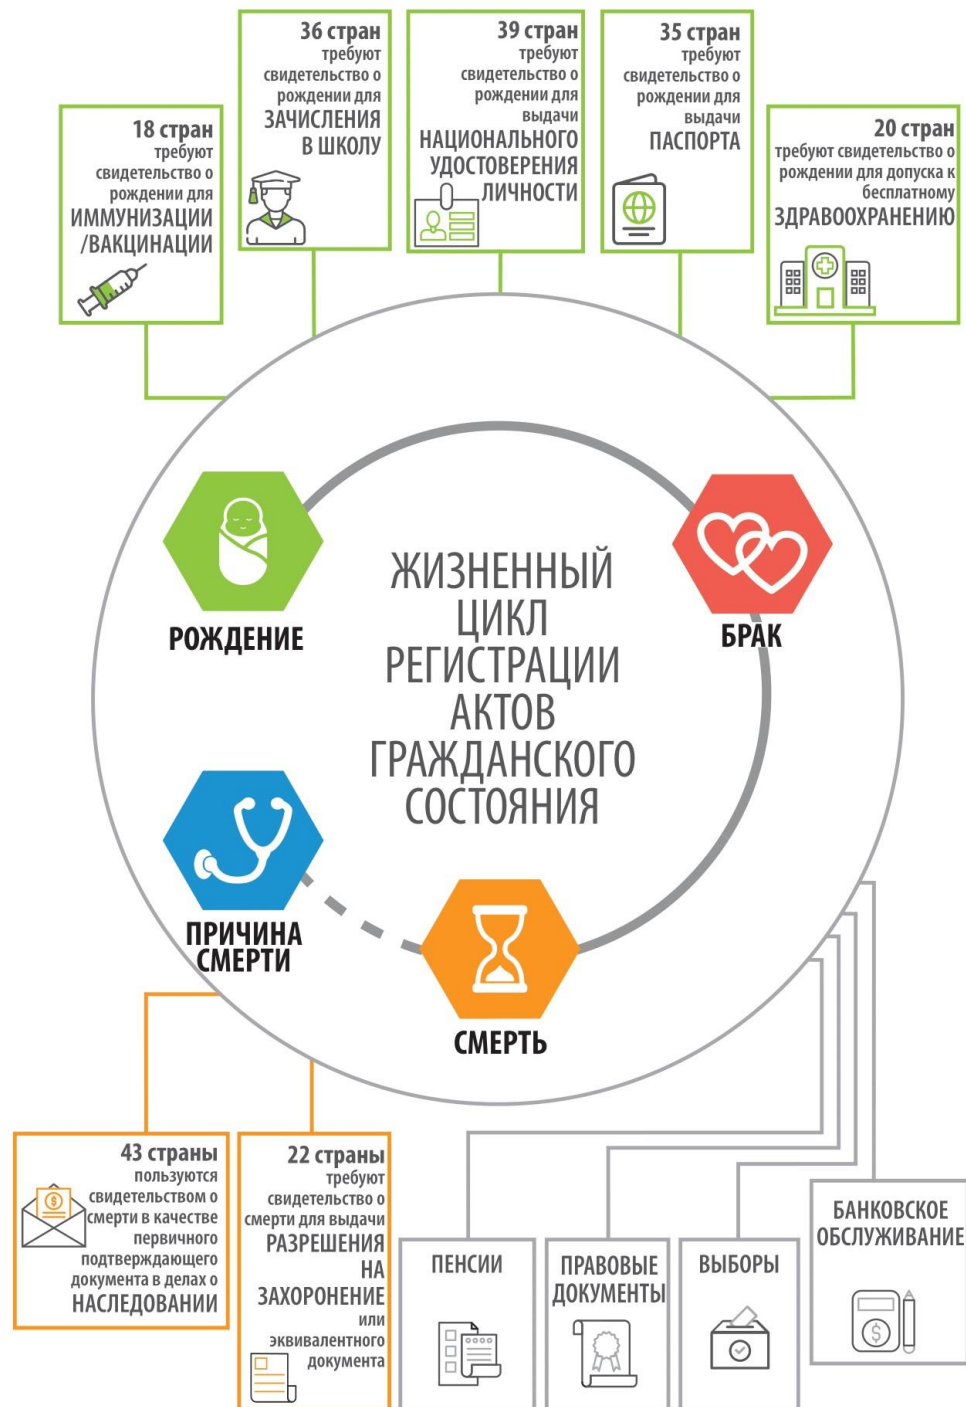 18 стран
требуют
свидетельство о
рождении для
ИММУНИЗАЦИИ
/ВАКЦИНАЦИИ
36 стран
требуют
свидетельство о
рождении для
ЗАЧИСЛЕНИЯ
В ШКОЛУ
39 стран
требуют
свидетельство о
рождении для
выдачи
НАЦИОНАЛЬНОГО
УДОСТОВЕРЕНИЯ
ЛИЧНОСТИ
35 стран
требуют
свидетельство о
рождении для
выдачи
ПАСПОРТА
20 стран
требуют свидетельство о
рождении для допуска к
бесплатному
ЗДРАВООХРАНЕНИЮ
РОЖДЕНИЕ
БРАК
ЖИЗНЕННЫЙ
ЦИКЛ
РЕГИСТРАЦИИ
АКТОВ
ГРАЖДАНСКОГО
СОСТОЯНИЯ
ПРИЧИНА
СМЕРТИ
СМЕРТЬ
43 страны
пользуются
свидетельством о
смерти в качестве
первичного
подтверждающего
документа в делах о
НАСЛЕДОВАНИИ
22 страны
требуют
свидетельство о
смерти для выдачи
РАЗРЕШЕНИЯ
НА
ЗАХОРОНЕНИЕ
или
эквивалентного
документа
ПЕНСИИ
ПРАВОВЫЕ
ДОКУМЕНТЫ
ВЫБОРЫ
БАНКОВСКОЕ
ОБСЛУЖИВАНИЕ